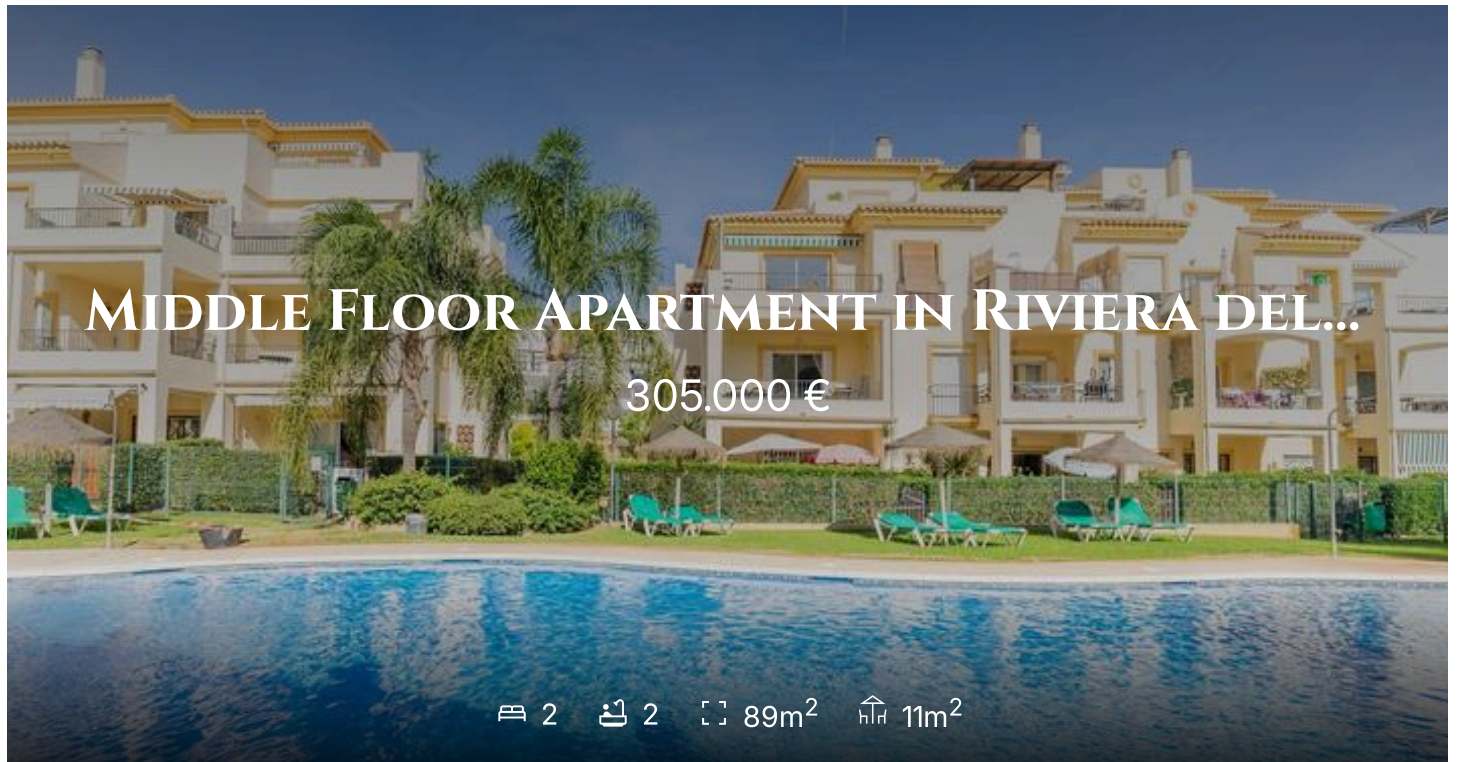 Middle Floor Apartment in Riviera del...
305.000 €
2 2 89m² 11m²